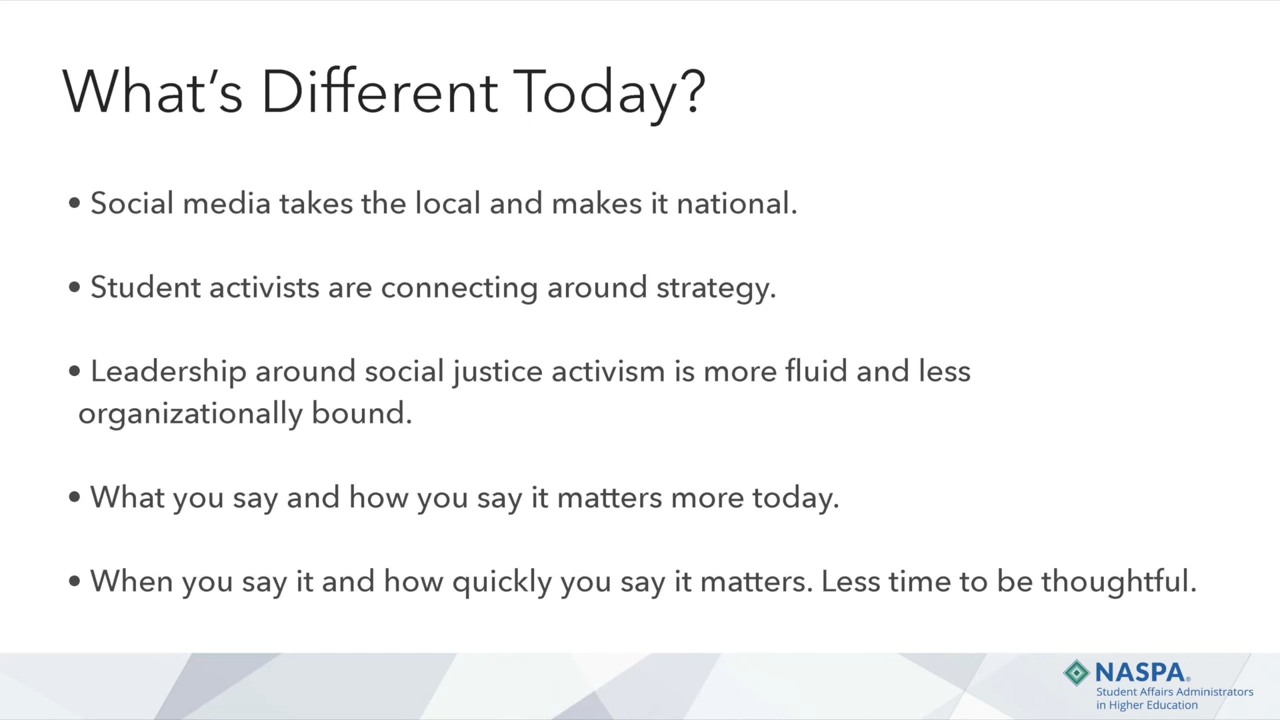 What’s Different Today?
• Social media takes the local and makes it national.
• Student activists are connecting around strategy.
• Leadership around social justice activism is more fluid and less
organizationally bound.
• What you say and how you say it matters more today.
• When you say it and how quickly you say it matters. Less time to be thoughtful.
NASPA®
Student Affairs Administrators
in Higher Education